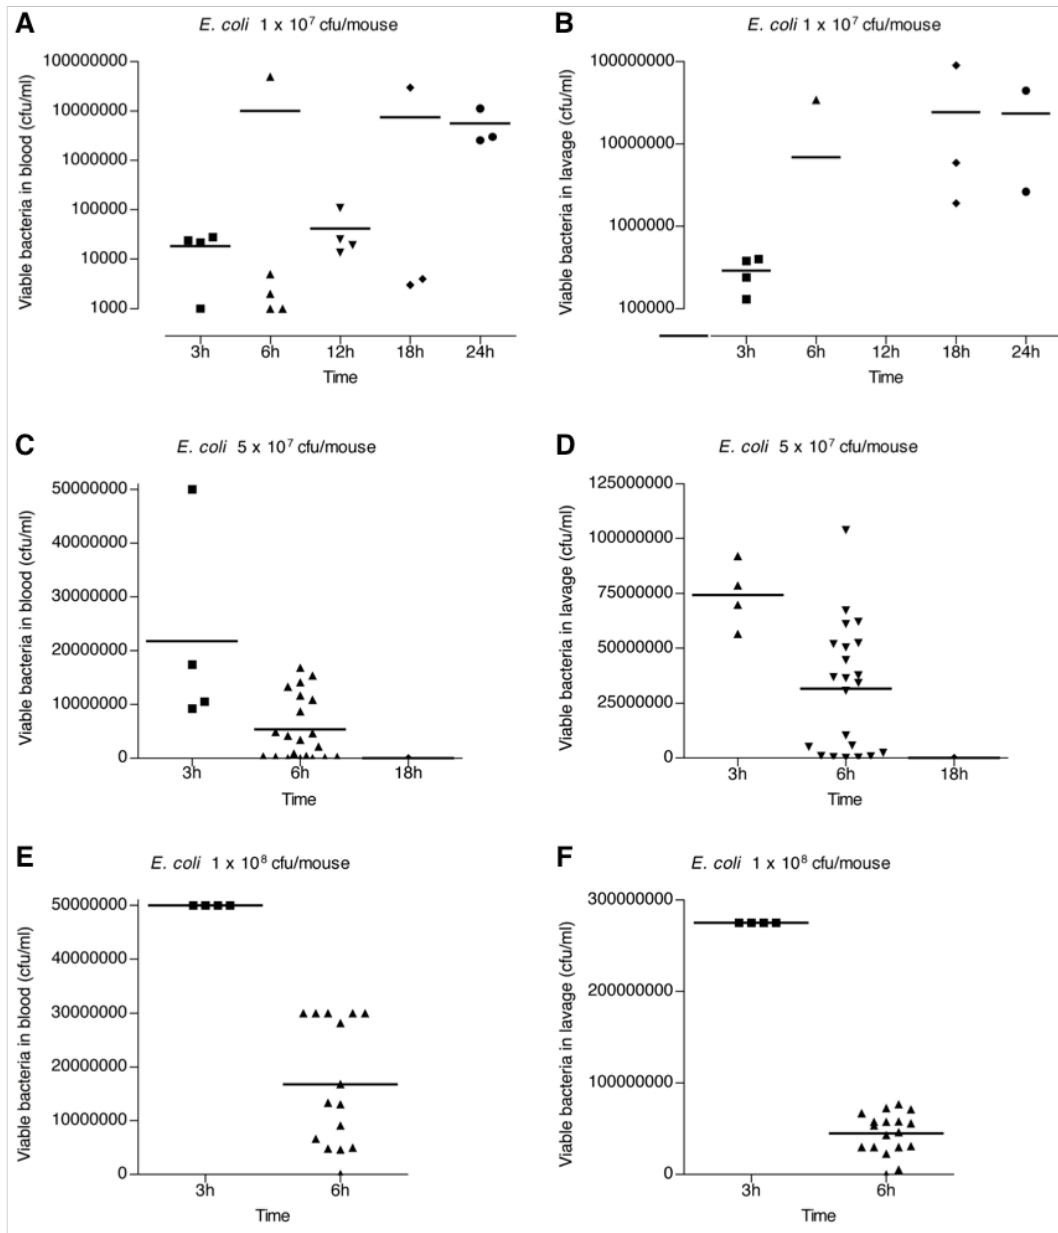 A
E. coli 1 x 10⁷ cfu/mouse
Viable bacteria in blood (cfu/ml)
100000000
10000000
1000000
100000
10000
1000
3h 6h 12h 18h 24h
Time
B
E. coli 1 x 10⁷ cfu/mouse
Viable bacteria in lavage (cfu/ml)
100000000
10000000
1000000
100000
3h 6h 12h 18h 24h
Time
C
E. coli 5 x 10⁷ cfu/mouse
Viable bacteria in blood (cfu/ml)
50000000
40000000
30000000
20000000
10000000
0
3h 6h 18h
Time
D
E. coli 5 x 10⁷ cfu/mouse
Viable bacteria in lavage (cfu/ml)
125000000
100000000
75000000
50000000
25000000
0
3h 6h 18h
Time
E
E. coli 1 x 10⁸ cfu/mouse
Viable bacteria in blood (cfu/ml)
50000000
40000000
30000000
20000000
10000000
0
3h 6h
Time
F
E. coli 1 x 10⁸ cfu/mouse
Viable bacteria in lavage (cfu/ml)
300000000
200000000
100000000
0
3h 6h
Time